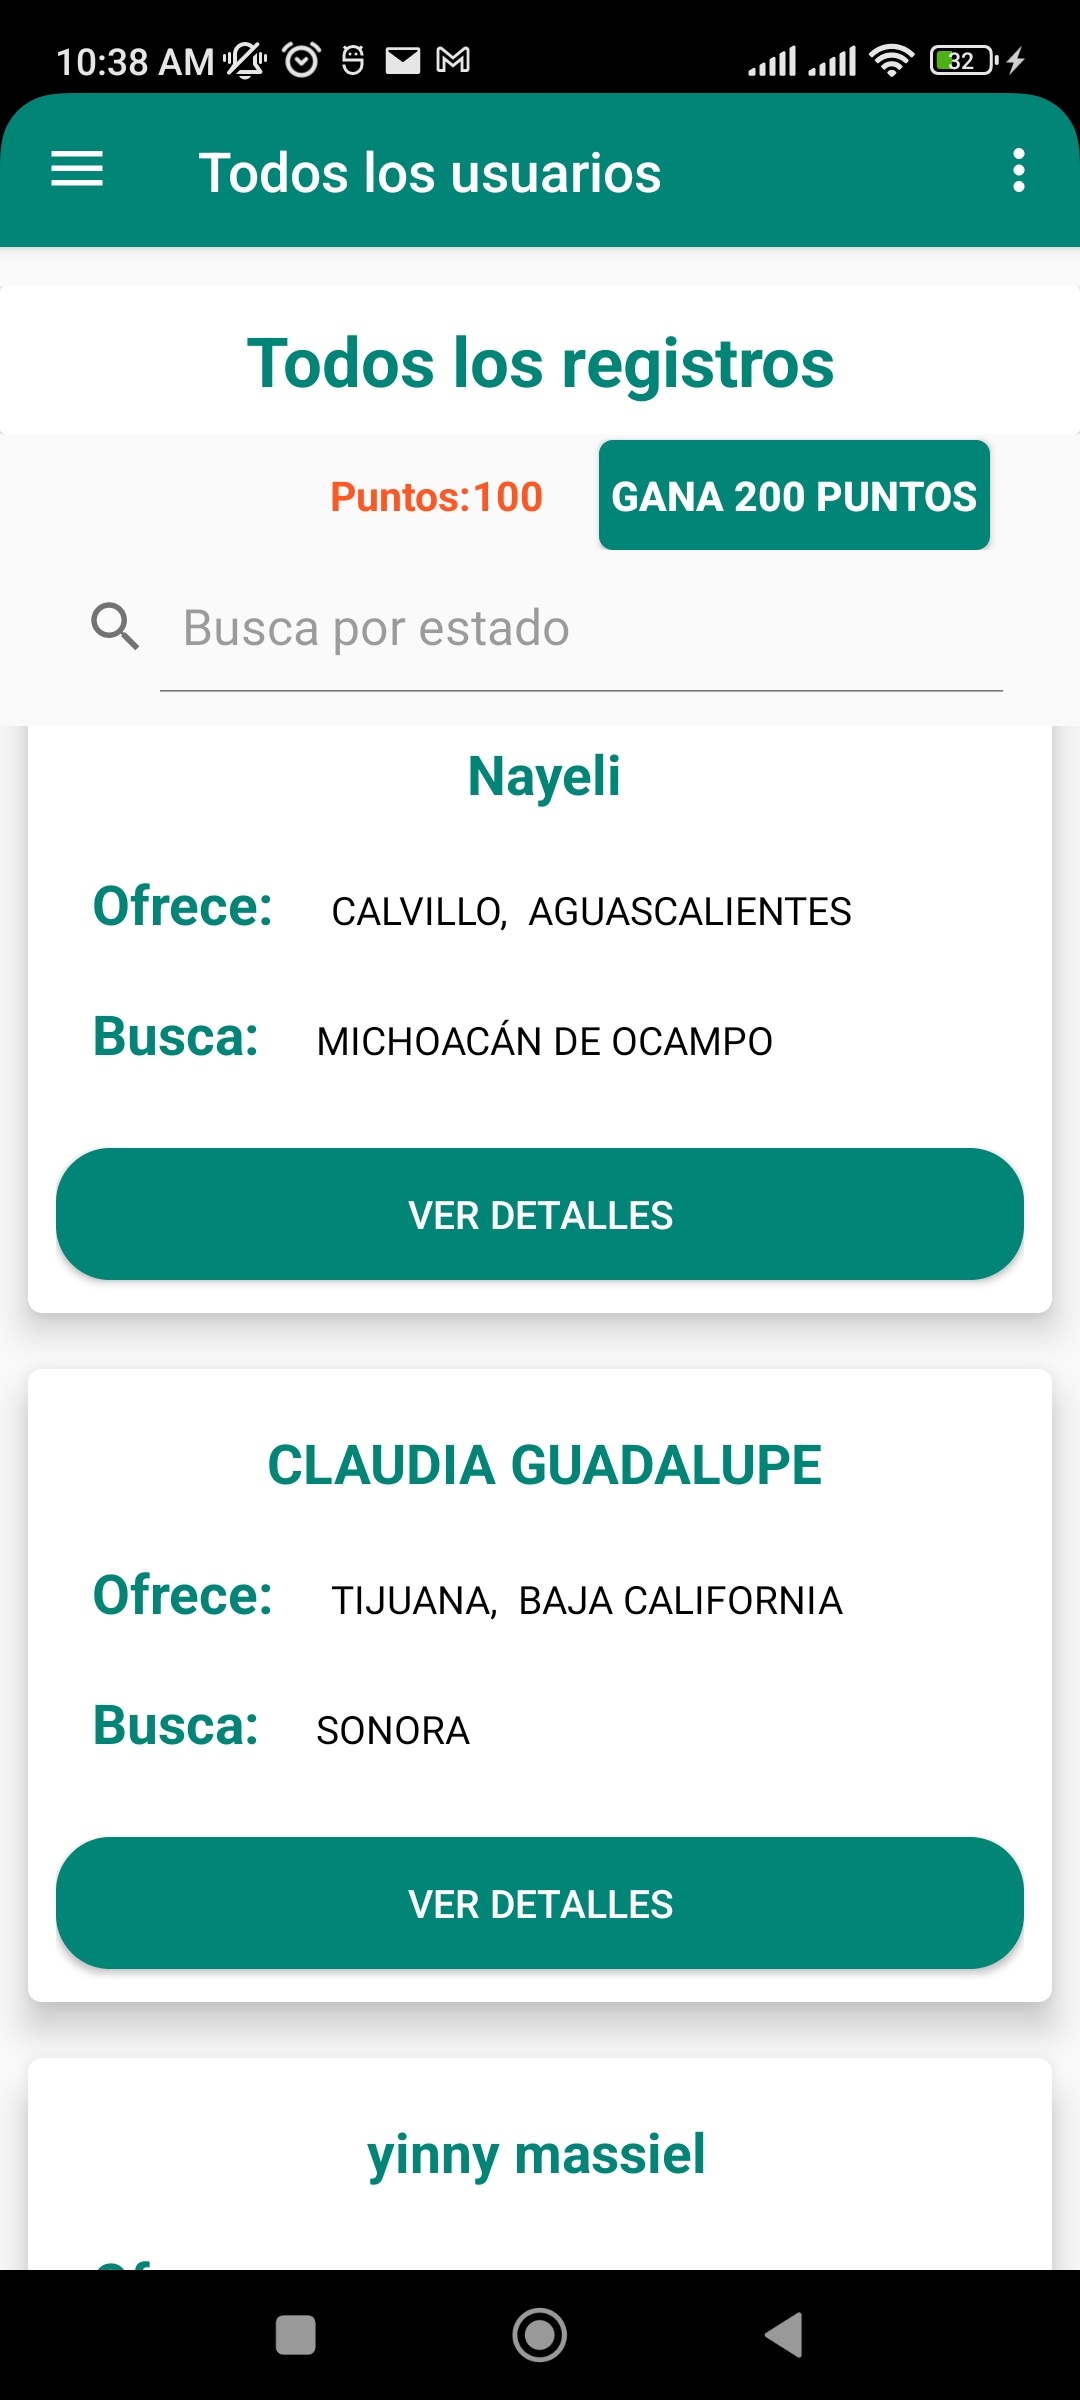 10:38 AM 32
Todos los usuarios
Todos los registros
Puntos:100 GANA 200 PUNTOS
Busca por estado
Nayeli
Ofrece: CALVILLO, AGUASCALIENTES
Busca: MICHOACÁN DE OCAMPO
VER DETALLES
CLAUDIA GUADALUPE
Ofrece: TIJUANA, BAJA CALIFORNIA
Busca: SONORA
VER DETALLES
yinny massiel